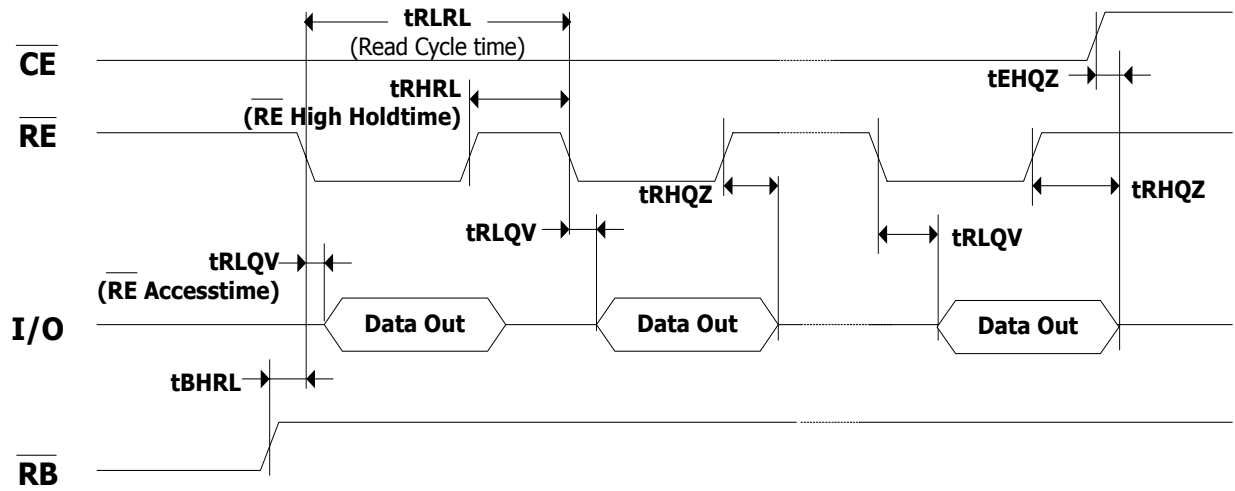 tRLRL
(Read Cycle time)
CE
tEHQZ
tRHRL
(RE High Holdtime)
RE
tRHQZ
tRHQZ
tRLQV
tRLQV
tRLQV
(RE Accesstime)
I/O
Data Out
Data Out
Data Out
tBHRL
RB